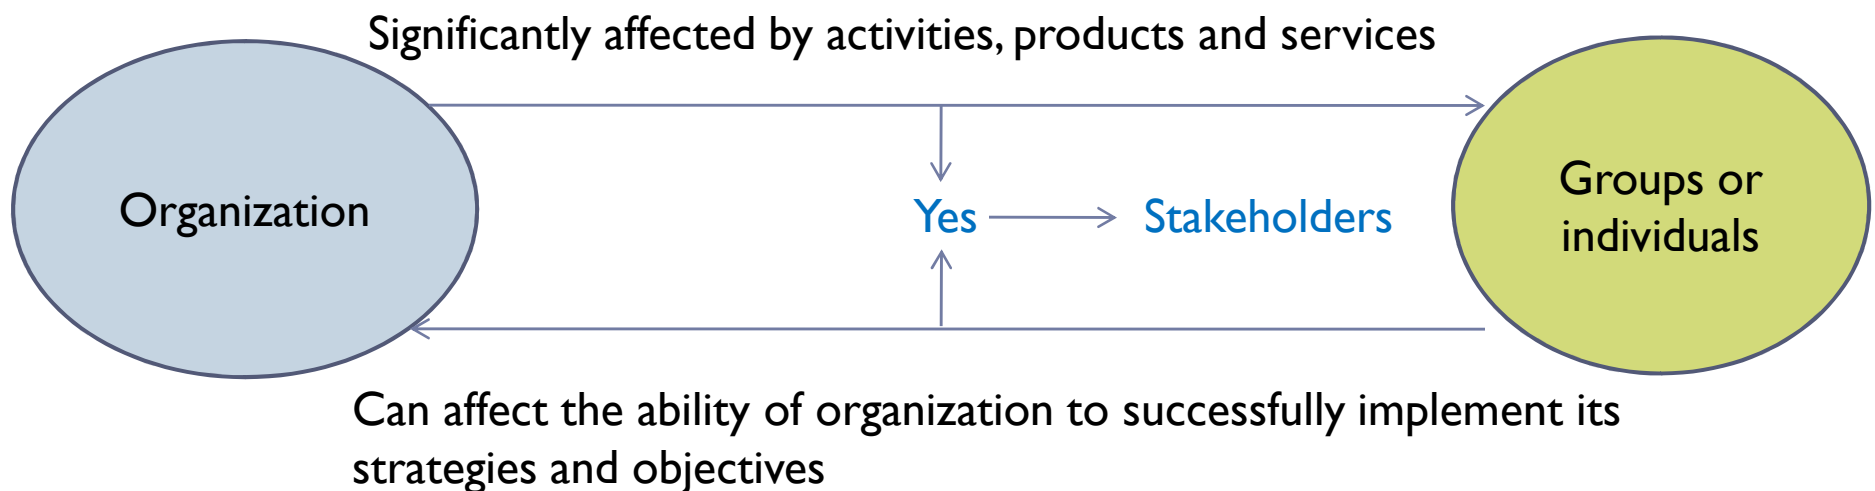 Significantly affected by activities, products and services
Organization
Yes
Stakeholders
Groups or
individuals
Can affect the ability of organization to successfully implement its
strategies and objectives